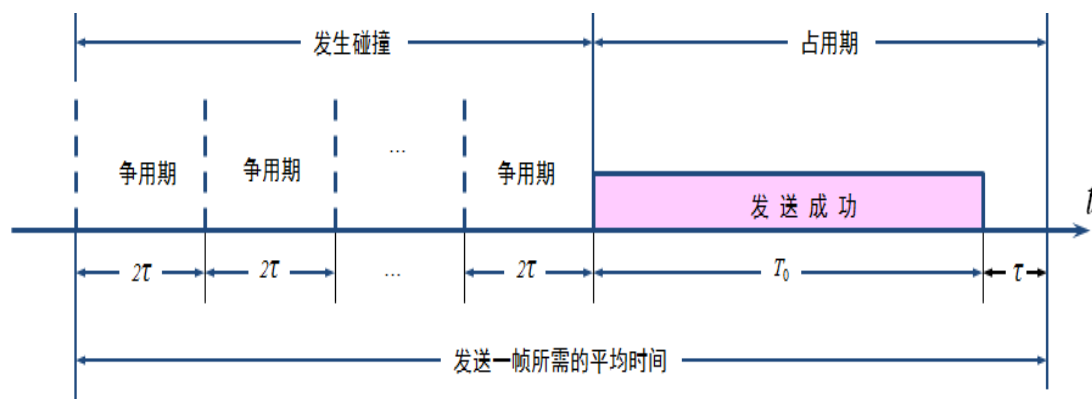 发生碰撞 占用期
争用期 争用期 … 争用期
发 送 成 功
t
2τ 2τ … 2τ T₀ τ
发送一帧所需的平均时间